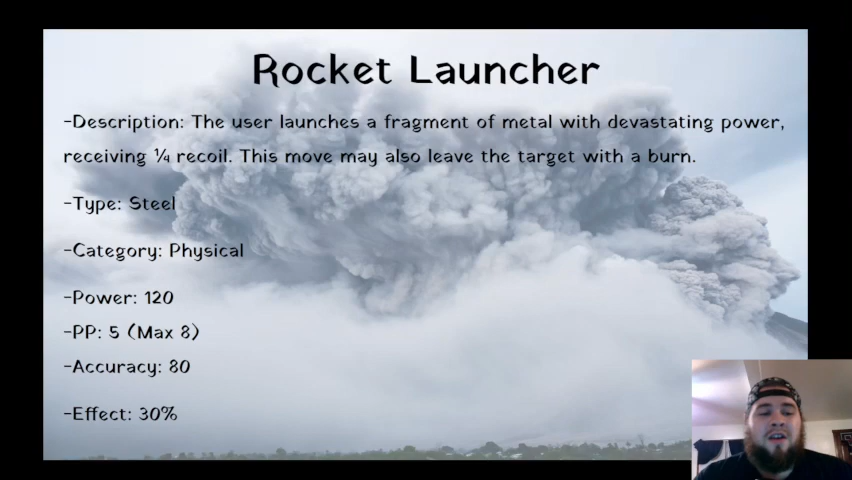 Rocket Launcher
-Description: The user launches a fragment of metal with devastating power,
receiving ¼ recoil. This move may also leave the target with a burn.
-Type: Steel
-Category: Physical
-Power: 120
-PP: 5 (Max 8)
-Accuracy: 80
-Effect: 30%